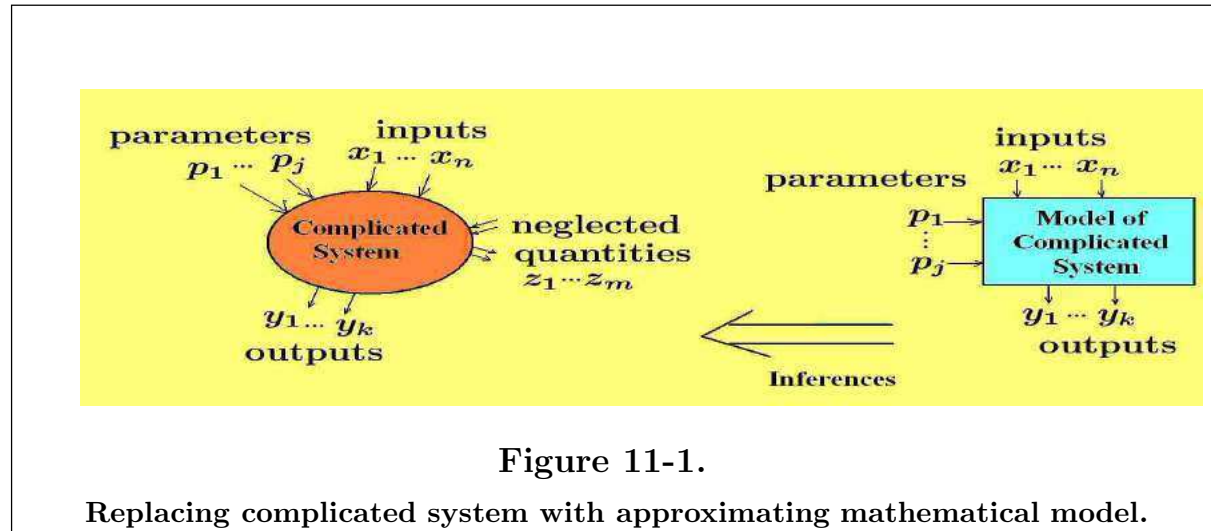 parameters
p₁ ... pⱼ
inputs
x₁ ... xₙ
Complicated
System
neglected
quantities
z₁...zₘ
y₁ ... yₖ
outputs
inputs
x₁ ... xₙ
parameters
p₁
⋮
pⱼ
Model of
Complicated
System
y₁ ... yₖ
outputs
Inferences
Figure 11-1.
Replacing complicated system with approximating mathematical model.